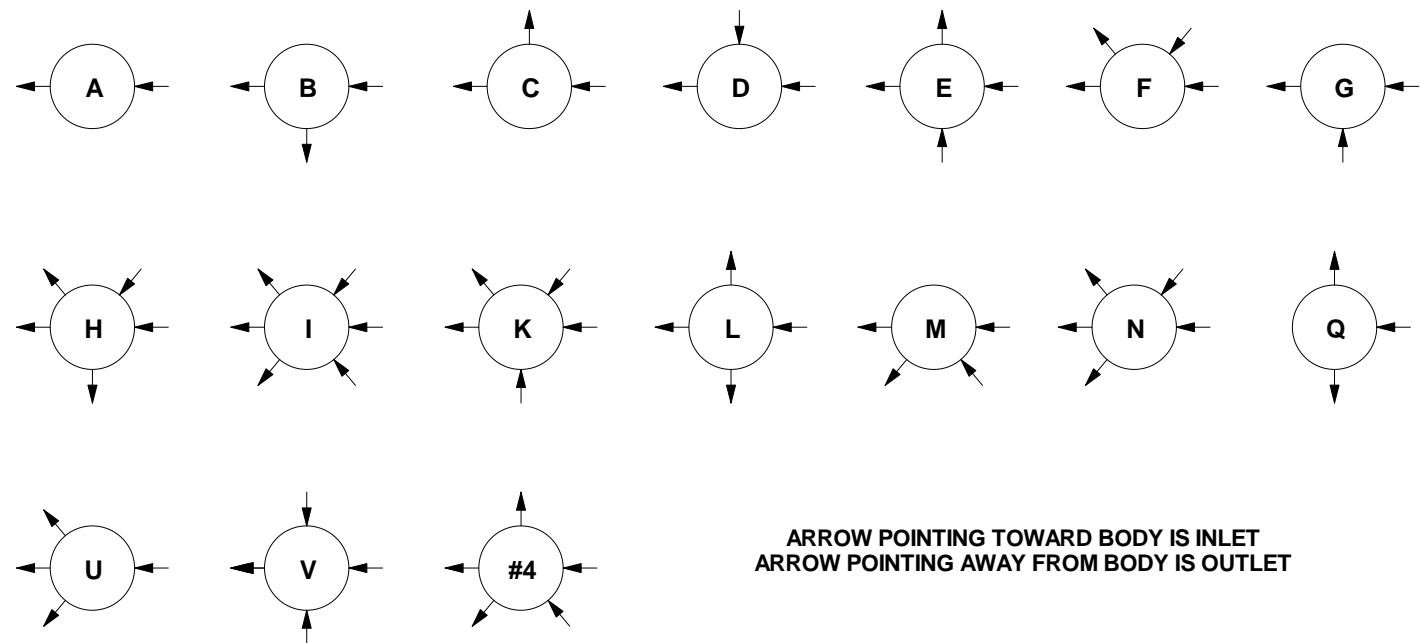 A
B
C
D
E
F
G
H
I
K
L
M
N
Q
U
V
#4
ARROW POINTING TOWARD BODY IS INLET
ARROW POINTING AWAY FROM BODY IS OUTLET